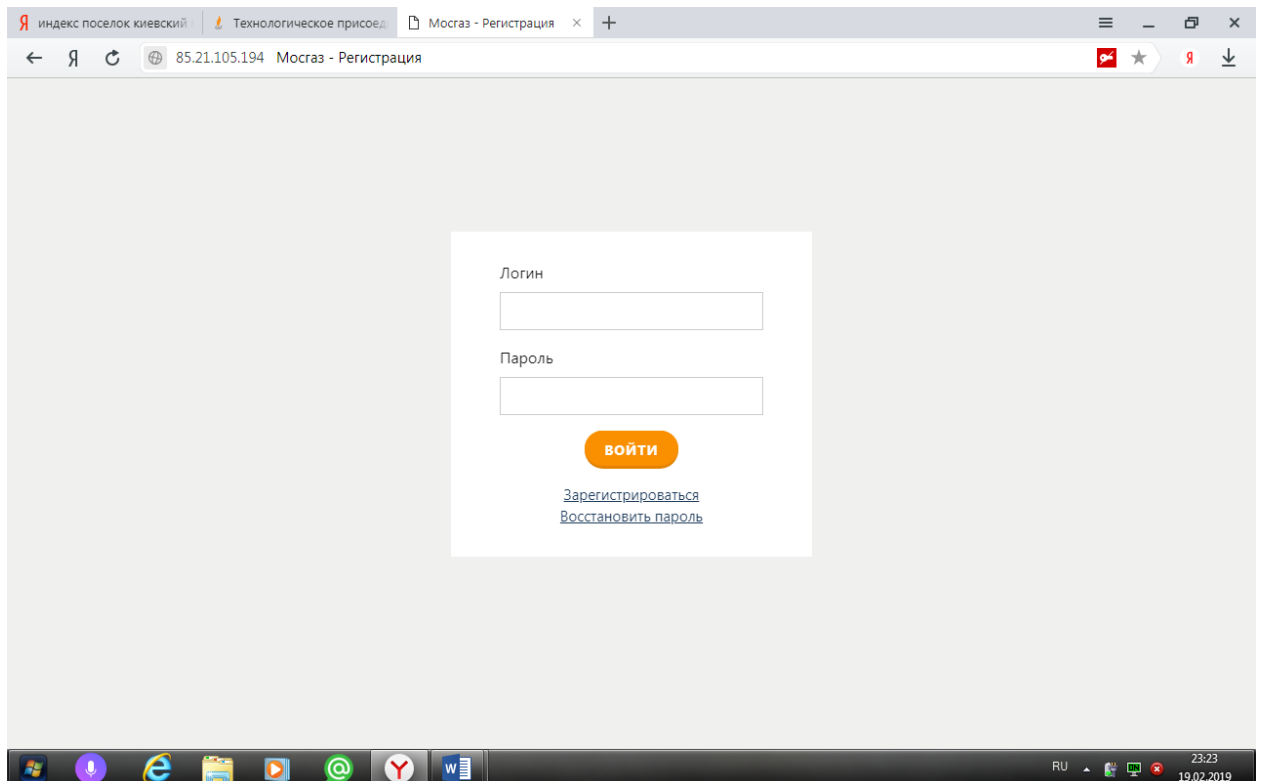 Я индекс поселок киевский
Технологическое присоед
Мосгаз - Регистрация
Я
85.21.105.194 Мосгаз - Регистрация
Я
Логин
Пароль
войти
Зарегистрироваться
Восстановить пароль
RU
23:23
19.02.2019